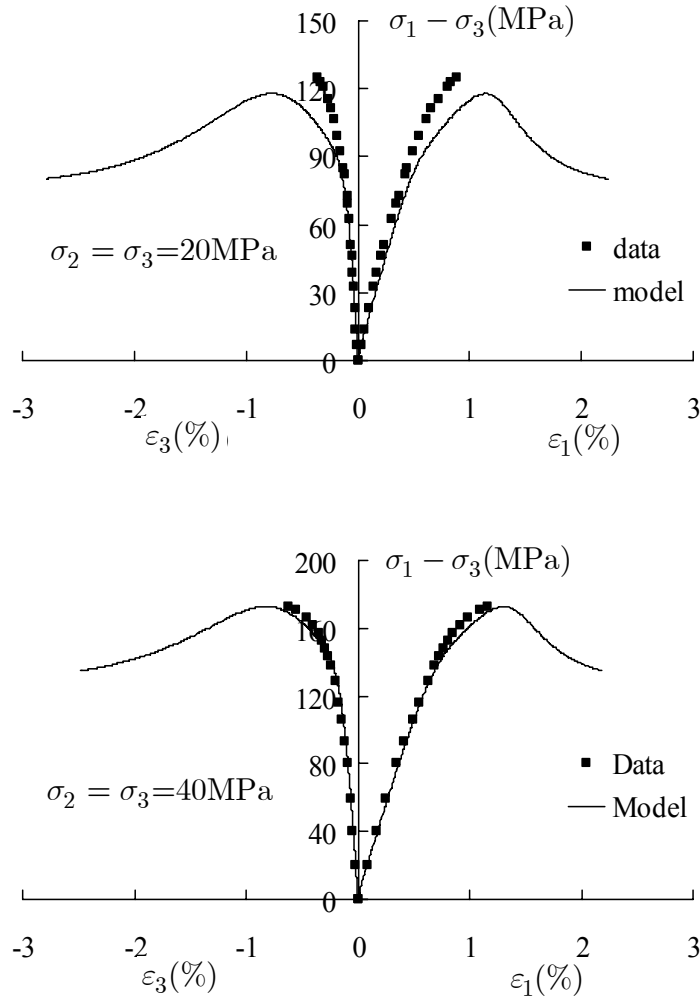 σ₁ − σ₃(MPa)
150
120
90
60
30
0
σ₂ = σ₃=20MPa
data
model
-3 -2 -1 0 1 2 3
ε₃(%) ε₁(%)
σ₁ − σ₃(MPa)
200
160
120
80
40
0
σ₂ = σ₃=40MPa
Data
Model
-3 -2 -1 0 1 2 3
ε₃(%) ε₁(%)